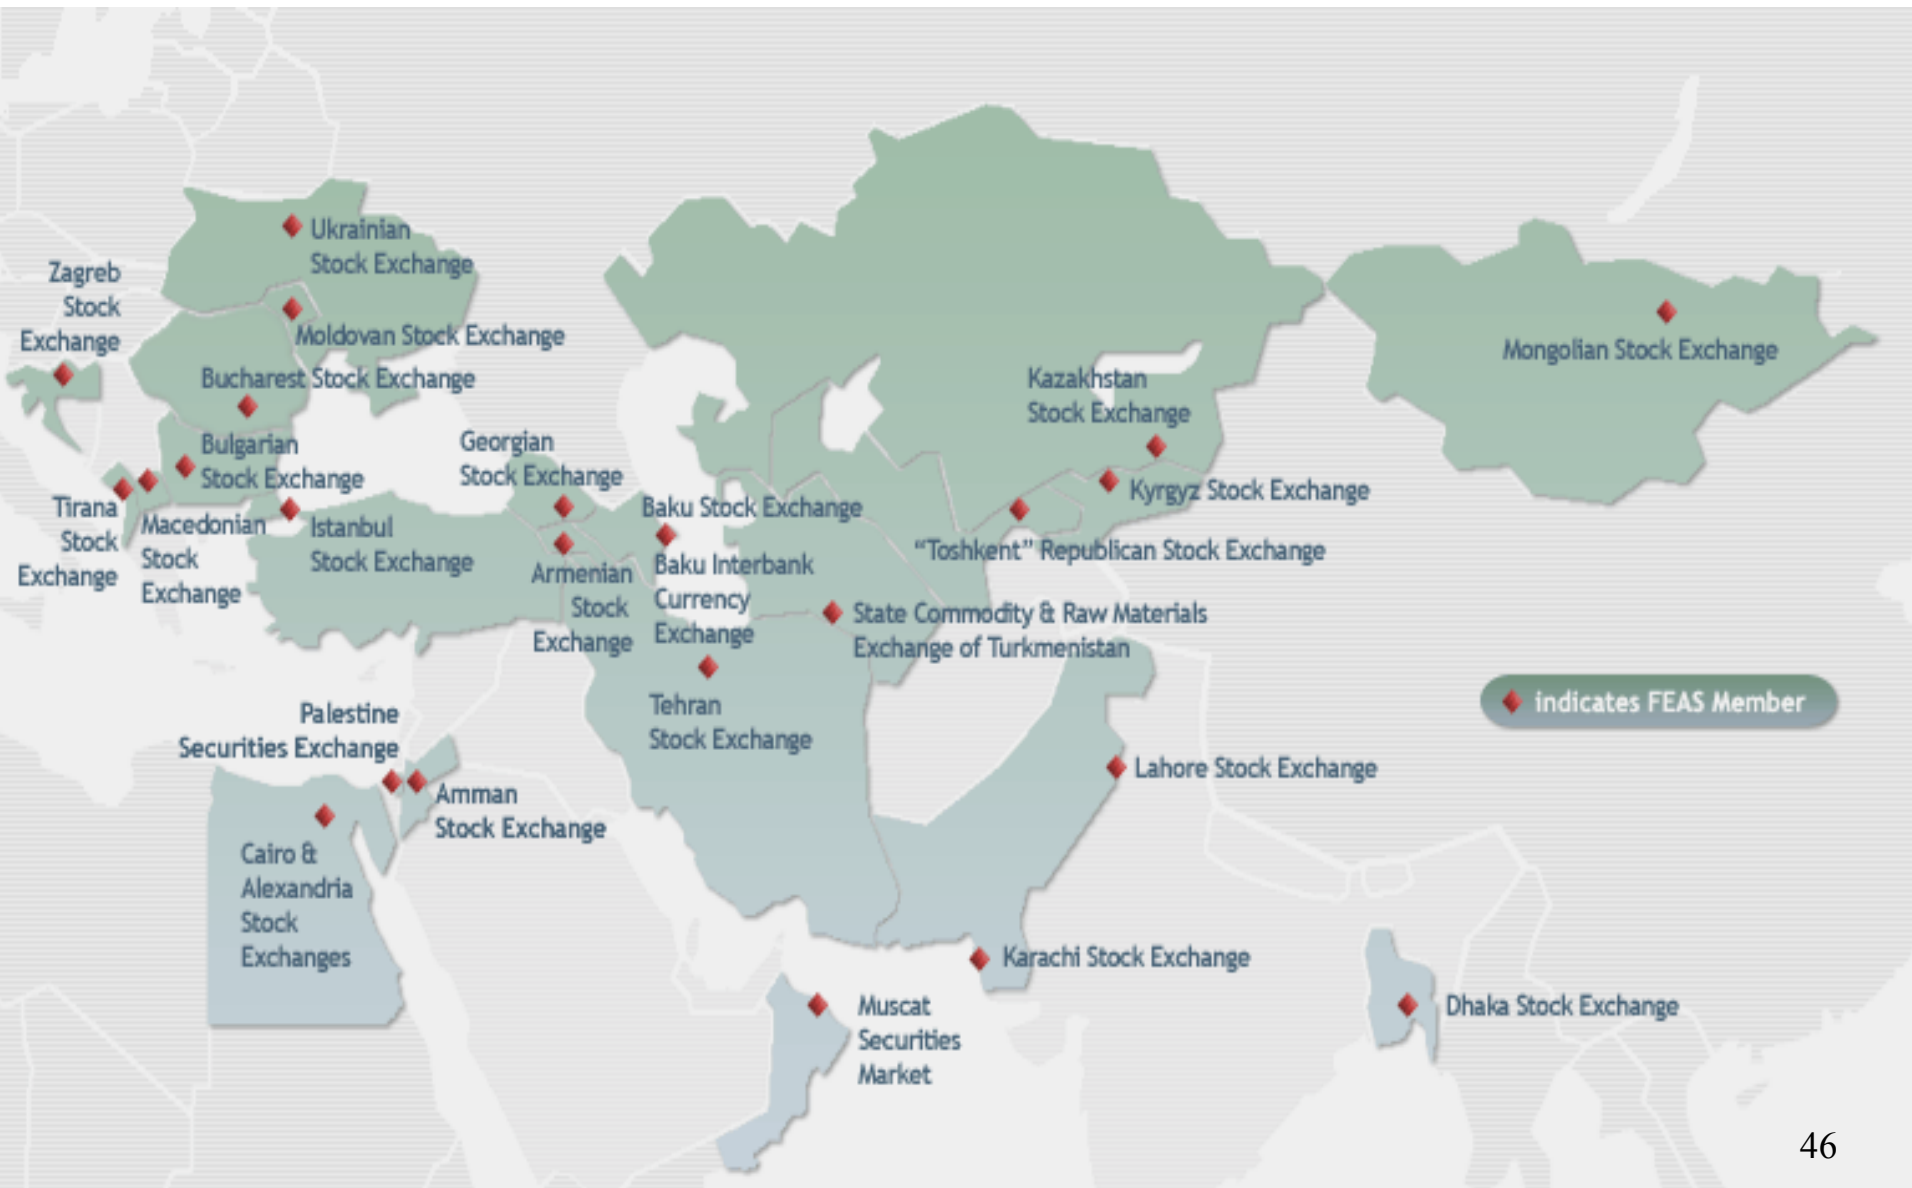 Ukrainian
Stock Exchange
Zagreb
Stock
Exchange
Moldovan Stock Exchange
Mongolian Stock Exchange
Bucharest Stock Exchange
Kazakhstan
Stock Exchange
Bulgarian
Stock Exchange
Georgian
Stock Exchange
Kyrgyz Stock Exchange
Tirana
Stock
Exchange
Macedonian
Stock
Exchange
Istanbul
Stock Exchange
Baku Stock Exchange
Armenian
Stock
Exchange
Baku Interbank
Currency
Exchange
“Toshkent” Republican Stock Exchange
State Commodity & Raw Materials
Exchange of Turkmenistan
Tehran
Stock Exchange
indicates FEAS Member
Palestine
Securities Exchange
Amman
Stock Exchange
Lahore Stock Exchange
Cairo &
Alexandria
Stock
Exchanges
Karachi Stock Exchange
Muscat
Securities
Market
Dhaka Stock Exchange
46